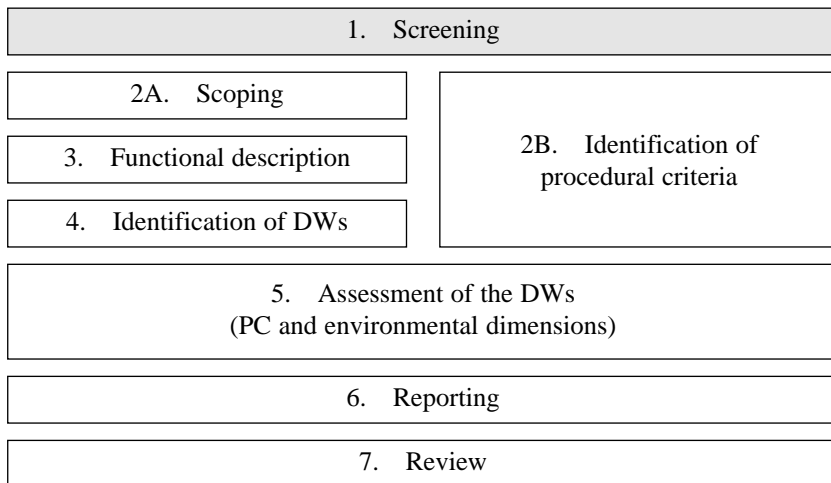 1. Screening
2A. Scoping
3. Functional description
4. Identification of DWs
2B. Identification of
procedural criteria
5. Assessment of the DWs
(PC and environmental dimensions)
6. Reporting
7. Review